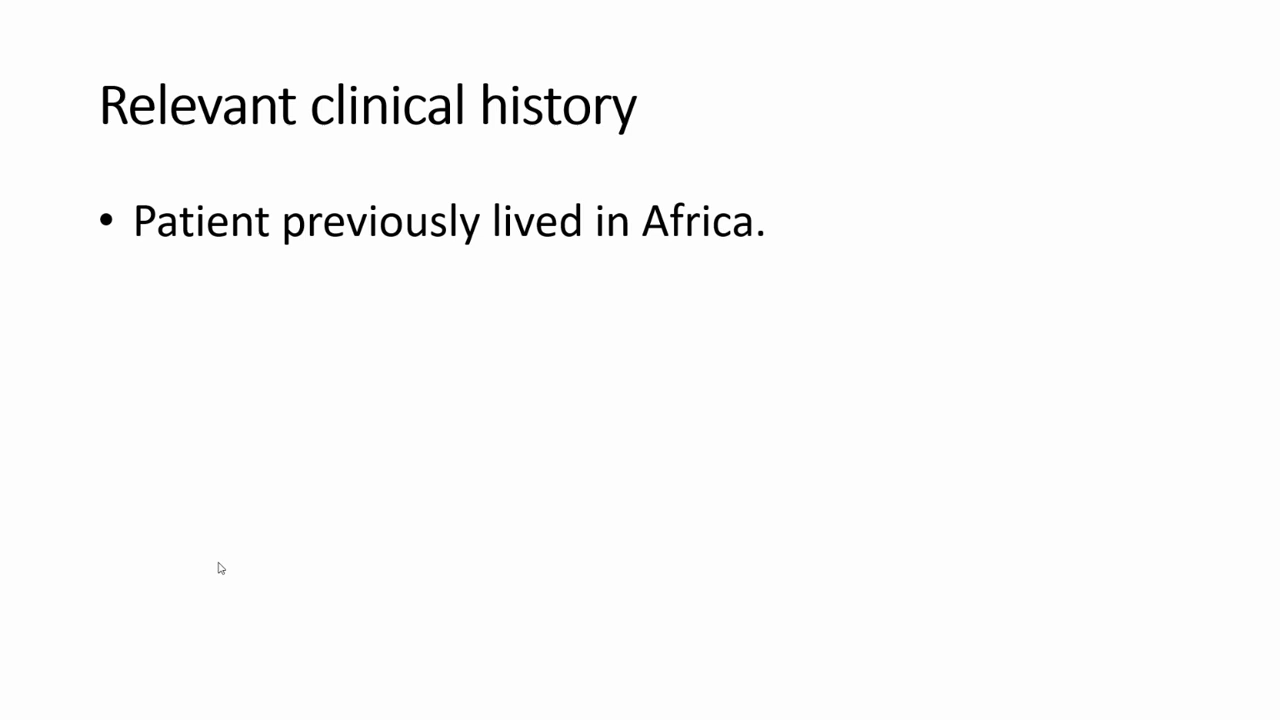 Relevant clinical history
• Patient previously lived in Africa.